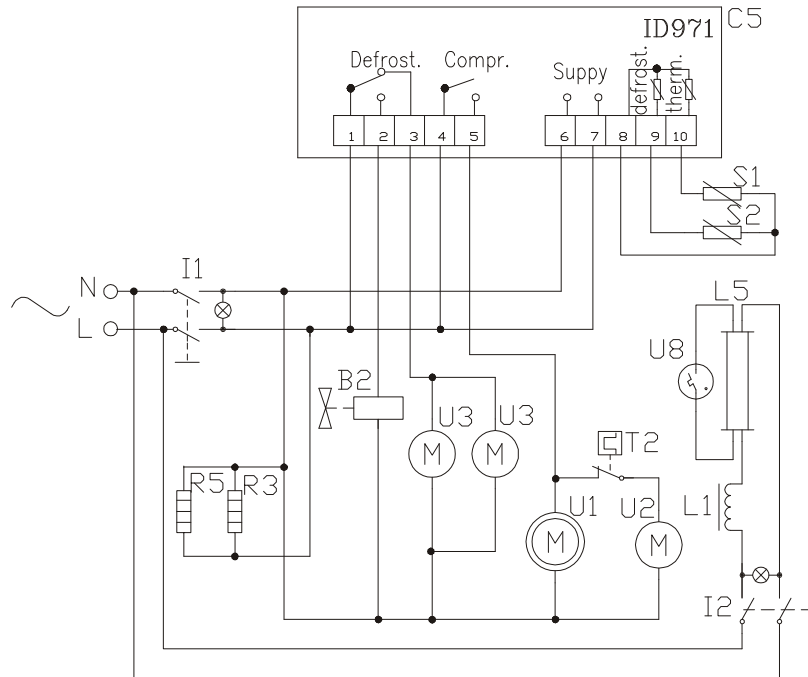 C5
ID971
Defrost.
Compr.
Suppy
defrost.
therm.
1 2 3 4 5
6 7 8 9 10
S1
S2
I1
N
L
L5
U8
B2
U3
U3
M
M
T2
R5
R3
U1
U2
L1
M
M
I2